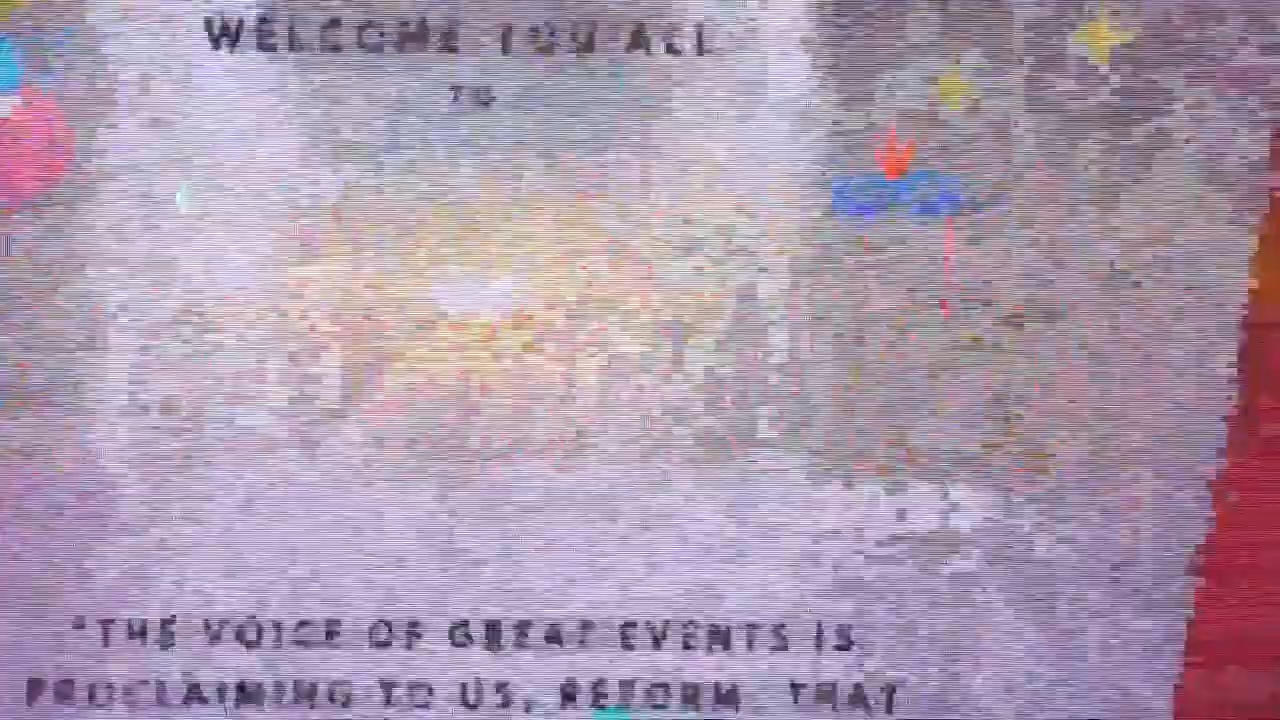 WELCOME YOU ALL
TO
"THE VOICE OF GREAT EVENTS IS
PROCLAIMING TO US, REFORM, THAT